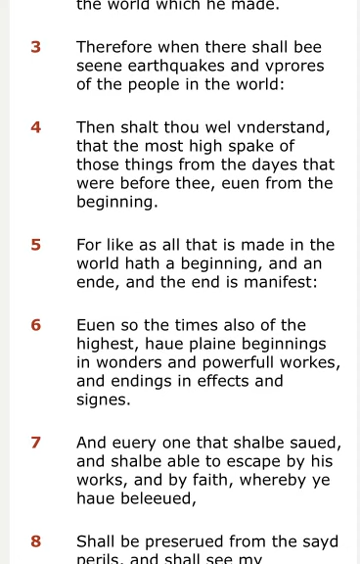 the world which he made.
3 Therefore when there shall bee
seene earthquakes and vprores
of the people in the world:
4 Then shalt thou wel vnderstand,
that the most high spake of
those things from the dayes that
were before thee, euen from the
beginning.
5 For like as all that is made in the
world hath a beginning, and an
ende, and the end is manifest:
6 Euen so the times also of the
highest, haue plaine beginnings
in wonders and powerfull workes,
and endings in effects and
signes.
7 And euery one that shalbe saued,
and shalbe able to escape by his
works, and by faith, whereby ye
haue beleeued,
8 Shall be preserued from the sayd
perils, and shall see my